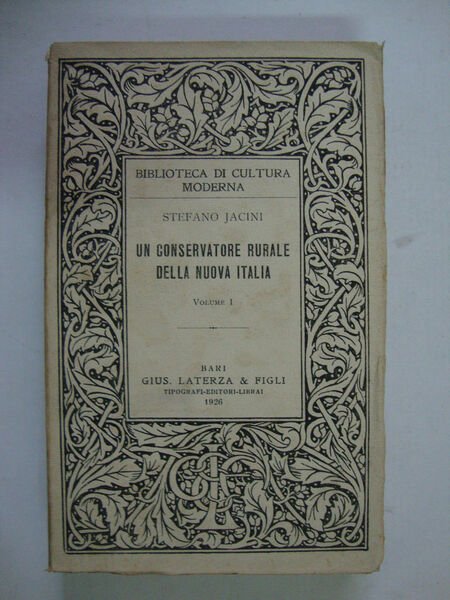 BIBLIOTECA DI CULTURA
MODERNA
STEFANO JACINI
UN CONSERVATORE RURALE
DELLA NUOVA ITALIA
VOLUME I
BARI
GIUS. LATERZA & FIGLI
TIPOGRAFI-EDITORI-LIBRAI
1926